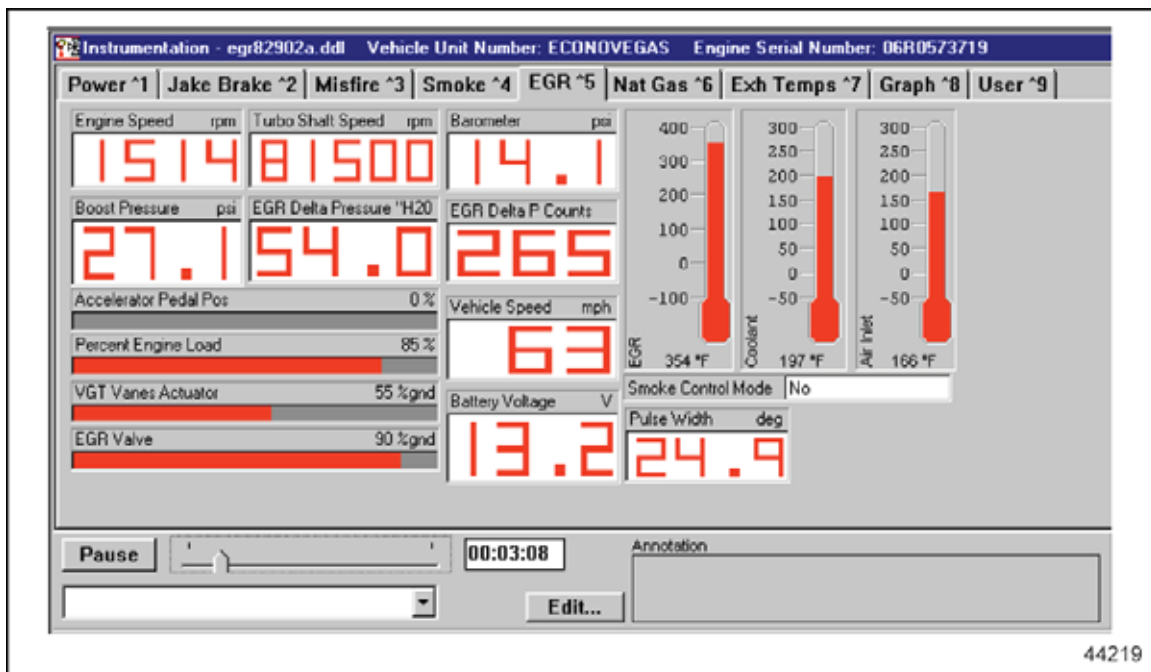 Instrumentation - egr82902a.ddl Vehicle Unit Number: ECONOVEGAS Engine Serial Number: 06R0573719
Power ^1 Jake Brake ^2 Misfire ^3 Smoke ^4 EGR ^5 Nat Gas ^6 Exh Temps ^7 Graph ^8 User ^9
Engine Speed rpm Turbo Shaft Speed rpm Barometer psi
1514 81500 14.1
Boost Pressure psi EGR Delta Pressure "H20 EGR Delta P Counts
27.1 54.0 265
Accelerator Pedal Pos 0 %
Percent Engine Load 85 %
VGT Vanes Actuator 55 %gnd
EGR Valve 90 %gnd
Vehicle Speed mph
63
Battery Voltage V
13.2
400
300
200
100
0
-100
EGR
354 °F
300
250
200
150
100
50
0
-50
Coolant
197 °F
300
250
200
150
100
50
0
-50
Air Inlet
166 °F
Smoke Control Mode No
Pulse Width deg
24.9
Pause 00:03:08 Annotation
Edit...
44219